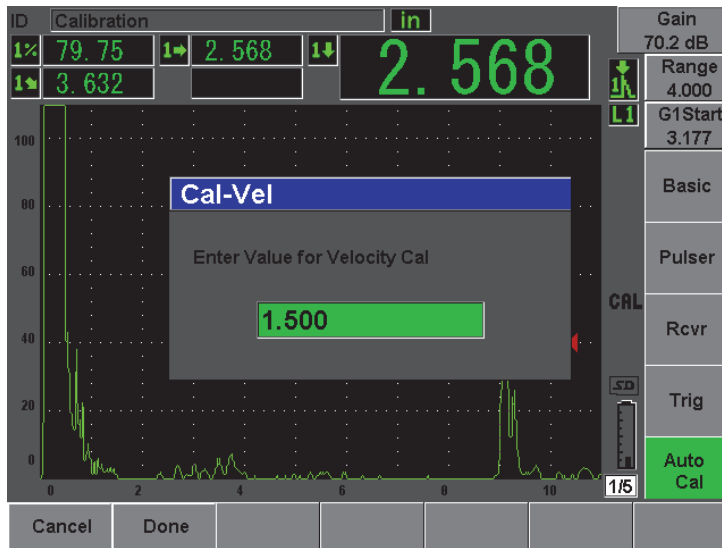 ID Calibration in
1% 79.75 1 2.568 1 2.568
1 3.632
1
L1
100
80
60
40
20
0
0 2 4 6 8 10
Cal-Vel
Enter Value for Velocity Cal
1.500
CAL
SD
1/5
Gain
70.2 dB
Range
4.000
G1Start
3.177
Basic
Pulser
Rcvr
Trig
Auto
Cal
Cancel Done